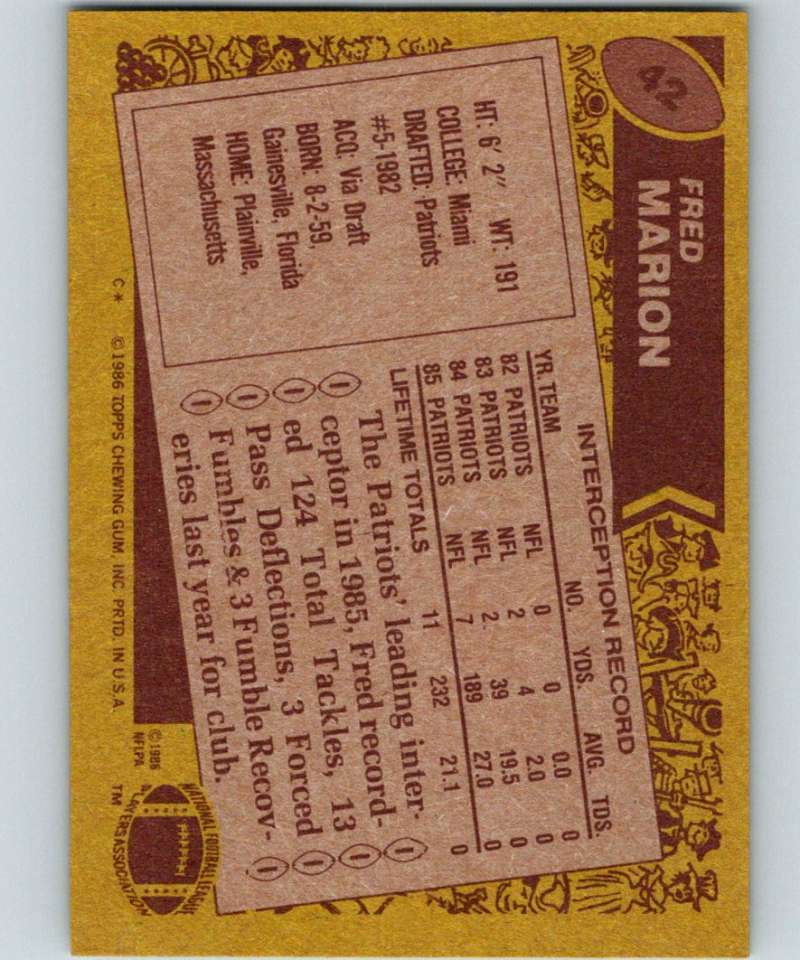 42
FRED
MARION
HT: 6' 2" WT: 191
COLLEGE: Miami
DRAFTED: Patriots
#5-1982
ACQ: Via Draft
BORN: 8-2-59,
Gainesville, Florida
HOME: Plainville,
Massachusetts
INTERCEPTION RECORD
YR. TEAM NO. YDS. AVG. TDS.
82 PATRIOTS NFL 0 0 0.0 0
83 PATRIOTS NFL 2 4 2.0 0
84 PATRIOTS NFL 2 39 19.5 0
85 PATRIOTS NFL 7 189 27.0 0
LIFETIME TOTALS 11 232 21.1 0
The Patriots' leading inter-
ceptor in 1985, Fred record-
ed 124 Total Tackles, 13
Pass Deflections, 3 Forced
Fumbles & 3 Fumble Recov-
eries last year for club.
C* © 1986 TOPPS CHEWING GUM, INC. PRTD. IN U.S.A.
© 1986
NFLPA
NATIONAL FOOTBALL LEAGUE
PLAYERS ASSOCIATION
TM